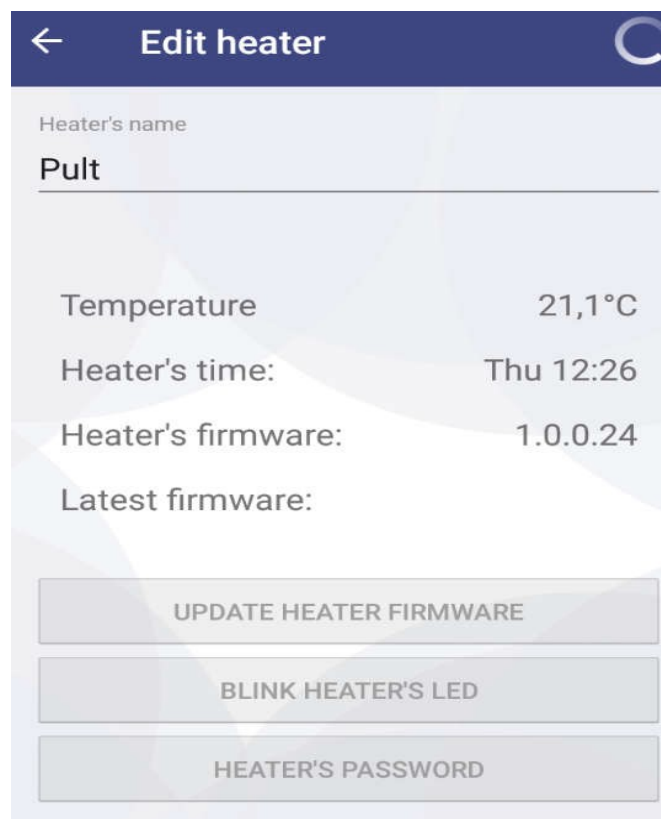 Edit heater
Heater's name
Pult
Temperature 21,1°C
Heater's time: Thu 12:26
Heater's firmware: 1.0.0.24
Latest firmware:
UPDATE HEATER FIRMWARE
BLINK HEATER'S LED
HEATER'S PASSWORD